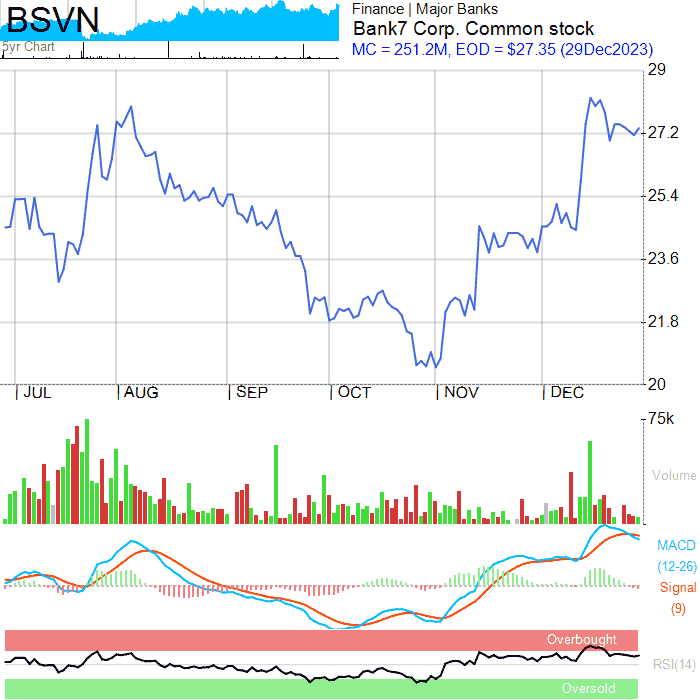 BSVN
5yr Chart
Finance | Major Banks
Bank7 Corp. Common stock
MC = 251.2M, EOD = $27.35 (29Dec2023)
29
27.2
25.4
23.6
21.8
20
| JUL | AUG | SEP | OCT | NOV | DEC
75k
Volume
MACD
(12-26)
Signal
(9)
Overbought
RSI(14)
Oversold